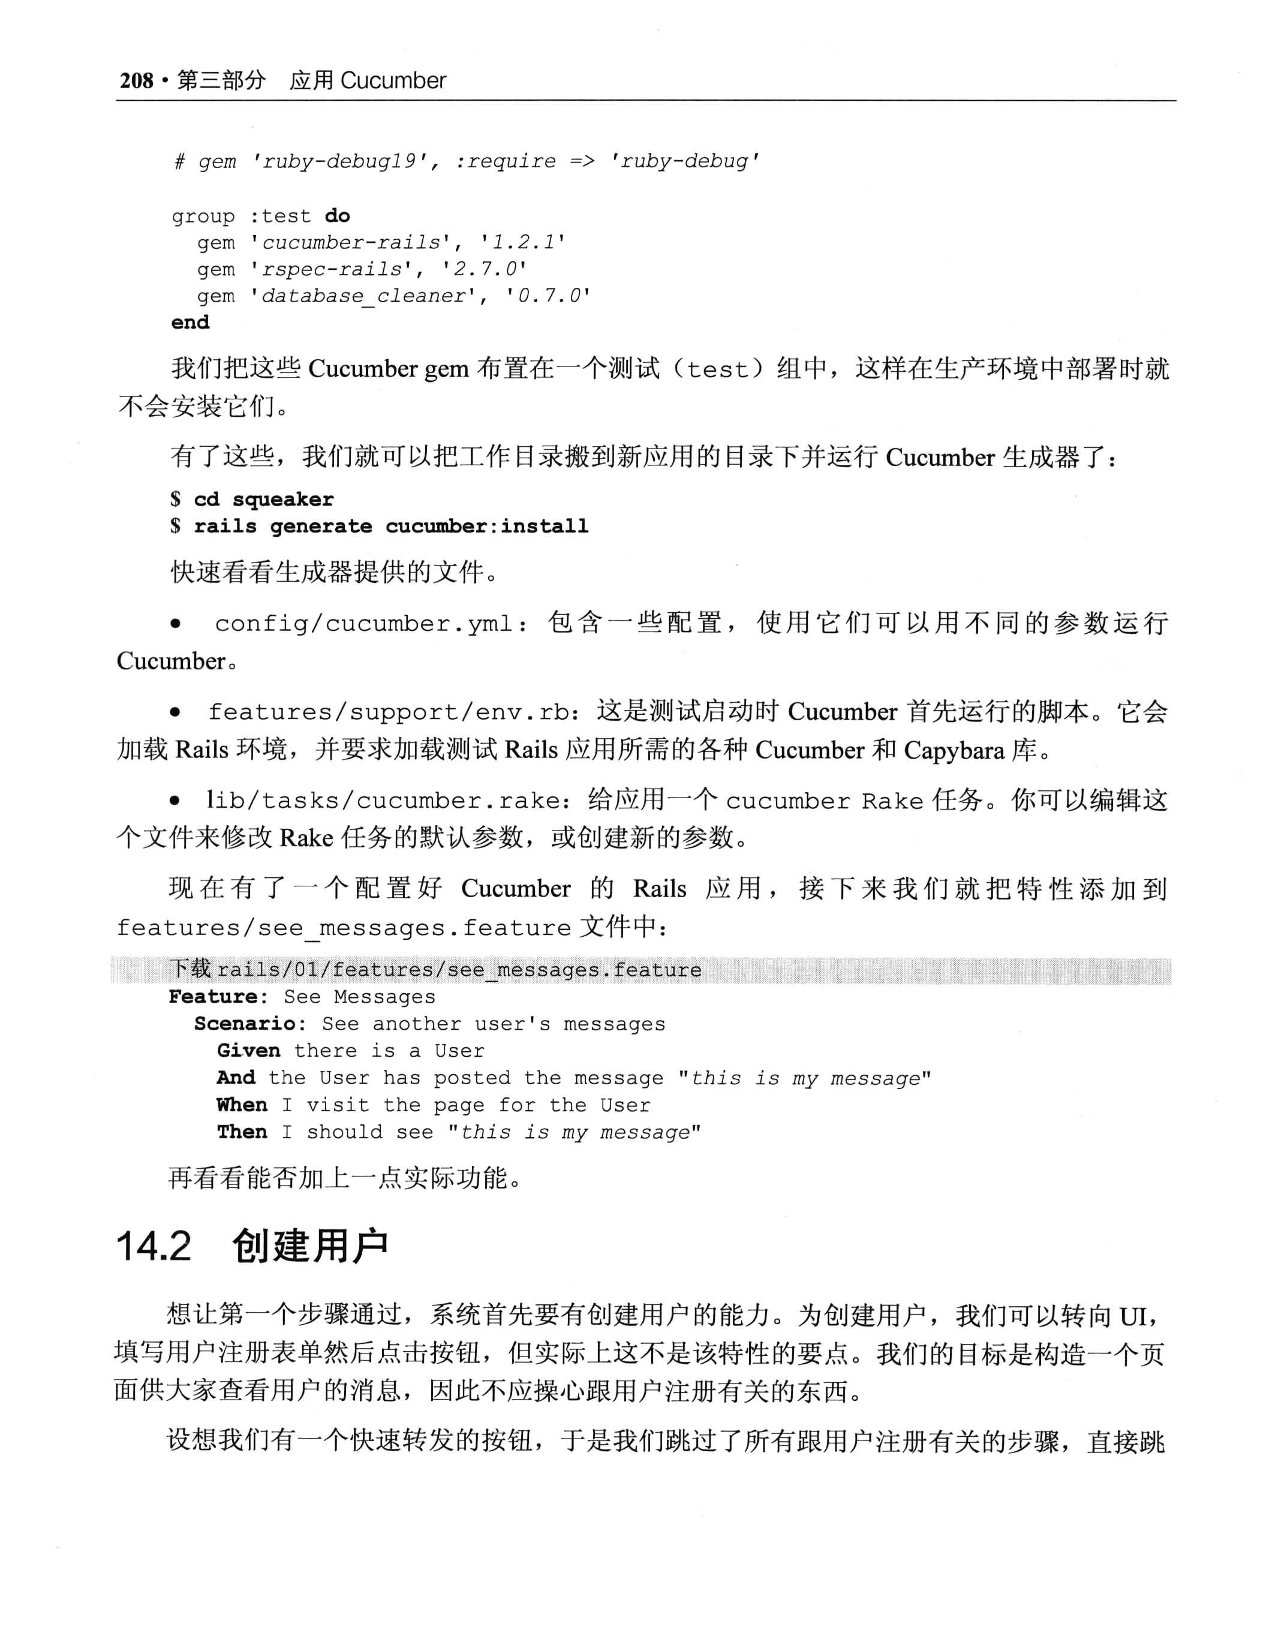 208 • 第三部分 应用 Cucumber
# gem 'ruby-debug19', :require => 'ruby-debug'
group :test do
gem 'cucumber-rails', '1.2.1'
gem 'rspec-rails', '2.7.0'
gem 'database_cleaner', '0.7.0'
end
我们把这些 Cucumber gem 布置在一个测试（test）组中，这样在生产环境中部署时就
不会安装它们。
有了这些，我们就可以把工作目录搬到新应用的目录下并运行 Cucumber 生成器了：
$ cd squeaker
$ rails generate cucumber:install
快速看看生成器提供的文件。
• config/cucumber.yml：包含一些配置，使用它们可以用不同的参数运行
Cucumber。
• features/support/env.rb：这是测试启动时 Cucumber 首先运行的脚本。它会
加载 Rails 环境，并要求加载测试 Rails 应用所需的各种 Cucumber 和 Capybara 库。
• lib/tasks/cucumber.rake：给应用一个 cucumber Rake 任务。你可以编辑这
个文件来修改 Rake 任务的默认参数，或创建新的参数。
现在有了一个配置好 Cucumber 的 Rails 应用，接下来我们就把特性添加到
features/see_messages.feature 文件中：
下载 rails/01/features/see_messages.feature
Feature: See Messages
Scenario: See another user's messages
Given there is a User
And the User has posted the message "this is my message"
When I visit the page for the User
Then I should see "this is my message"
再看看能否加上一点实际功能。
14.2 创建用户
想让第一个步骤通过，系统首先要有创建用户的能力。为创建用户，我们可以转向 UI，
填写用户注册表单然后点击按钮，但实际上这不是该特性的要点。我们的目标是构造一个页
面供大家查看用户的消息，因此不应操心跟用户注册有关的东西。
设想我们有一个快速转发的按钮，于是我们跳过了所有跟用户注册有关的步骤，直接跳